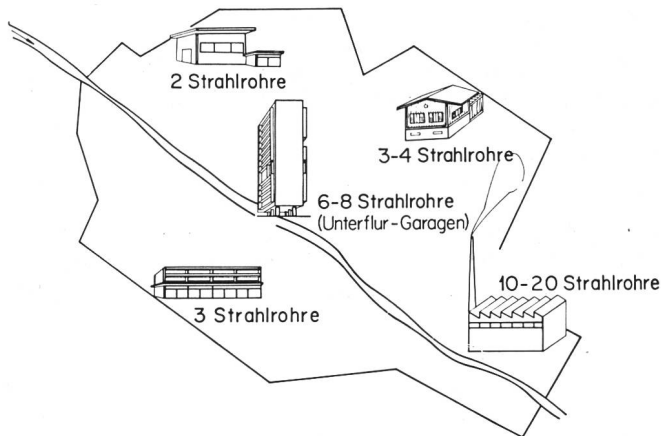 2 Strahlrohre
3-4 Strahlrohre
6-8 Strahlrohre
(Unterflur-Garagen)
10-20 Strahlrohre
3 Strahlrohre